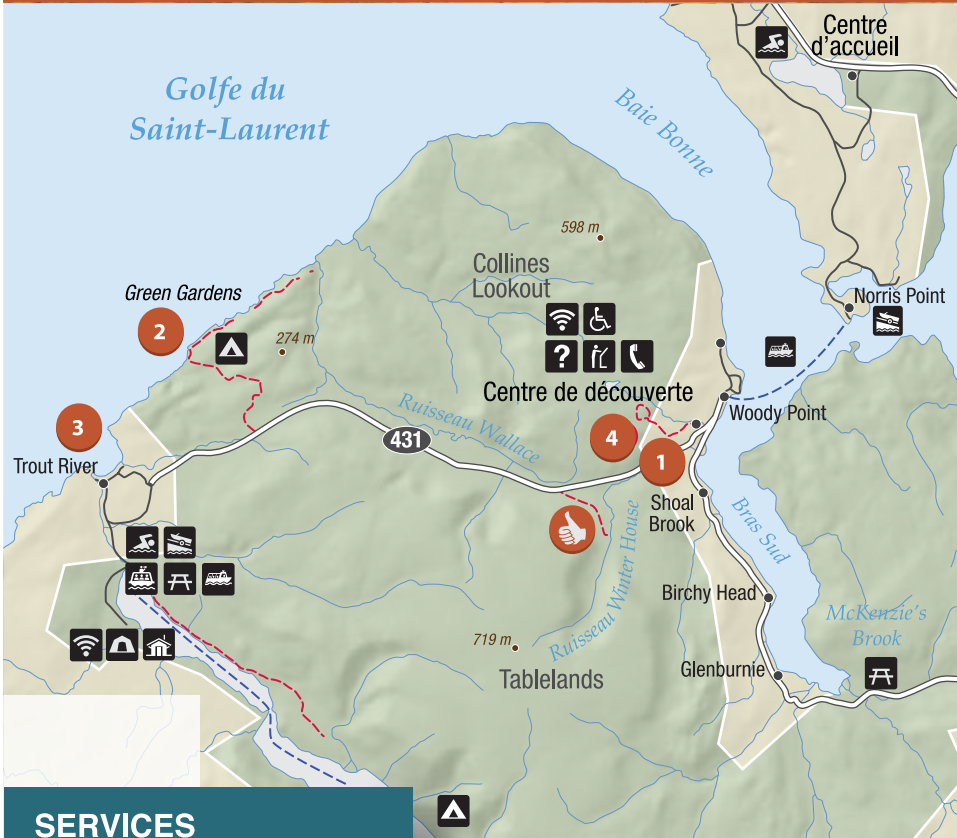 Centre
d'accueil
Golfe du
Saint-Laurent
Baie Bonne
598 m
Collines
Lookout
Green Gardens
2
274 m
Norris Point
?
Centre de découverte
Woody Point
Ruisseau Wallace
431
4
1
3
Trout River
Shoal
Brook
Bras Sud
Ruisseau Winter House
Birchy Head
McKenzie's
Brook
719 m
Glenburnie
Tablelands
SERVICES